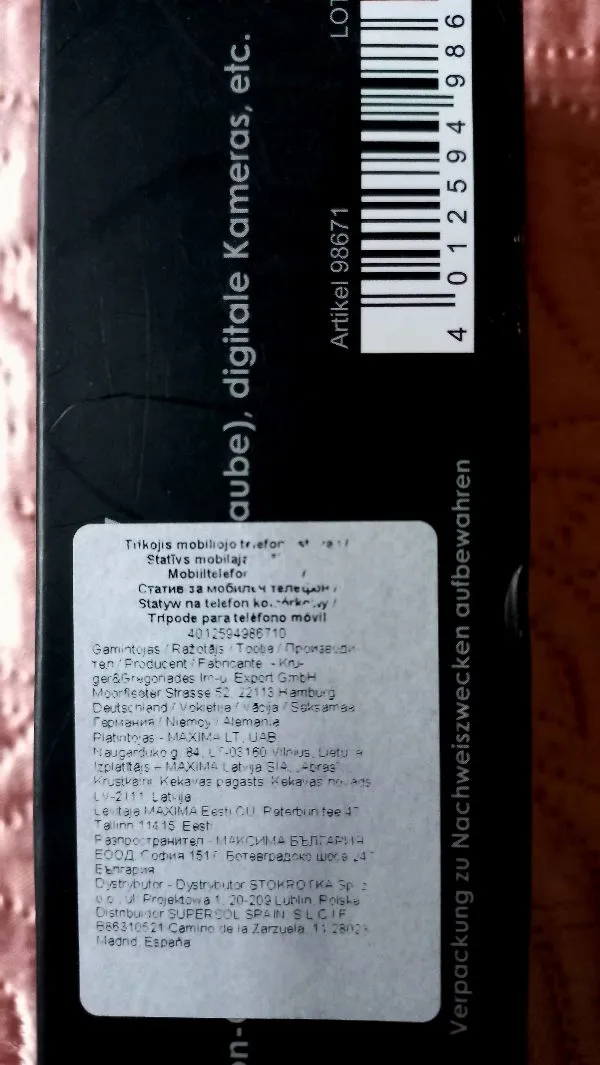 aube), digitale Kameras, etc.
on-
Artikel 98671
LOT
4 012594 986
Verpackung zu Nachweiszwecken aufbewahren
Trikojis mobiliojo
Statīvs mobilaja
Mobiiltelefo
Статив за мобилен телефон /
Statyw na telefon
Trípode para teléfono móvil
4012594986710
Gamintojas / Ražotājs / Tootja / Производи-
тел / Producent / Fabricante - Kru-
ger&Gregoriades Im-u. Export GmbH
Moorfleeter Strasse 52, 22113 Hamburg
Deutschland / Vokietija / Vācija / Saksamaa
Германия / Niemcy / Alemania
Platintojas - MAXIMA LT, UAB
Naugarduko g. 84, LT-03160 Vilnius, Lietuva
Izplatītājs - MAXIMA Latvija SIA, "Abras"
Krustkalni, Ķekavas pagasts, Ķekavas novads
LV-2111, Latvija
Levitaja MAXIMA Eesti OÜ, Peterburi tee 47
Tallinn 11415, Eesti
Разпространител - МАКСИМА БЪЛГАРИЯ
ЕООД, София 1517, Ботевградско шосе 247
България
Dystrybutor - Dystrybutor STOKROTKA Sp. z
o.o., ul. Projektowa 1, 20-209 Lublin, Polska
Distribuidor SUPERSOL SPAIN, S.L.C.I.F.
B86310521 Camino de la Zarzuela, 11 28023
Madrid, España